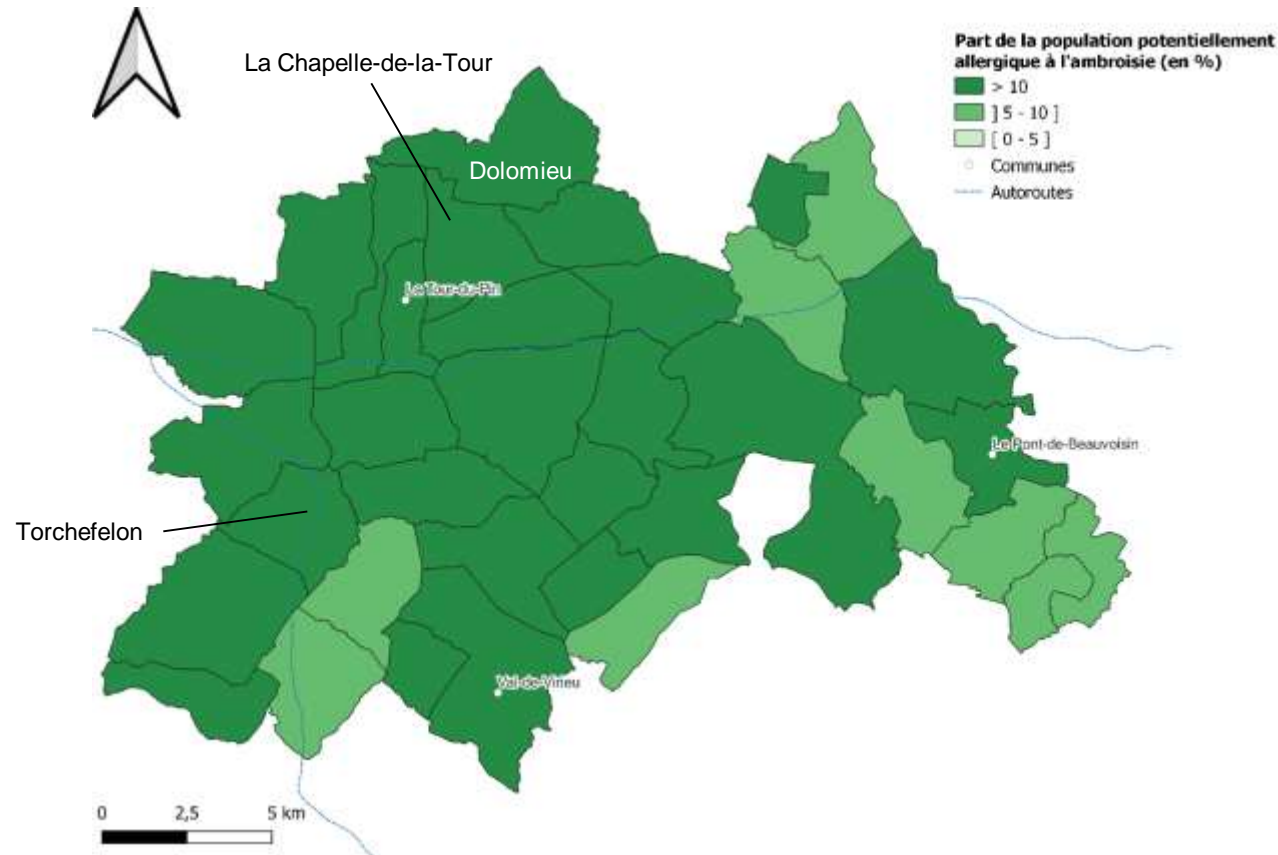 La Chapelle-de-la-Tour
Part de la population potentiellement
allergique à l'ambroisie (en %)
> 10
] 5 - 10 ]
[ 0 - 5 ]
Communes
Autoroutes
Dolomieu
La Tour-du-Pin
Le Pont-de-Beauvoisin
Torchefelon
Val-de-Virieu
0 2,5 5 km